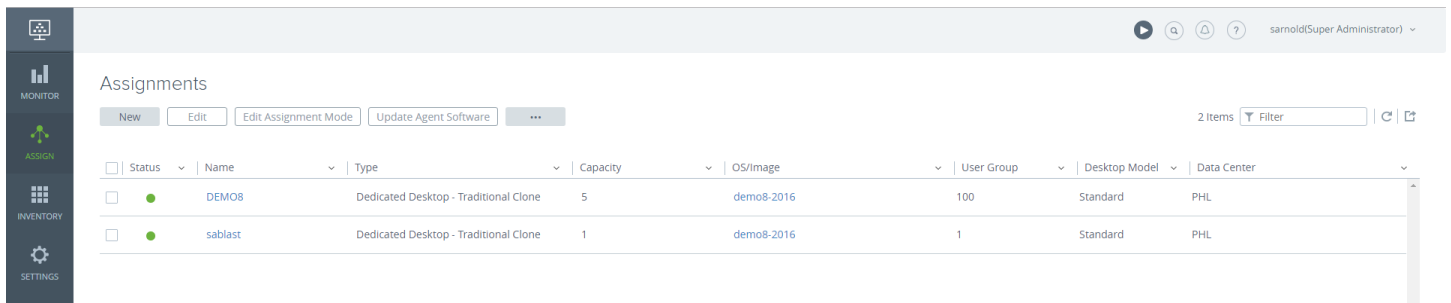 sarnold(Super Administrator)
MONITOR
ASSIGN
INVENTORY
SETTINGS
Assignments
New Edit Edit Assignment Mode Update Agent Software ••• 2 Items Filter
Status Name Type Capacity OS/Image User Group Desktop Model Data Center
DEMO8 Dedicated Desktop - Traditional Clone 5 demo8-2016 100 Standard PHL
sablast Dedicated Desktop - Traditional Clone 1 demo8-2016 1 Standard PHL